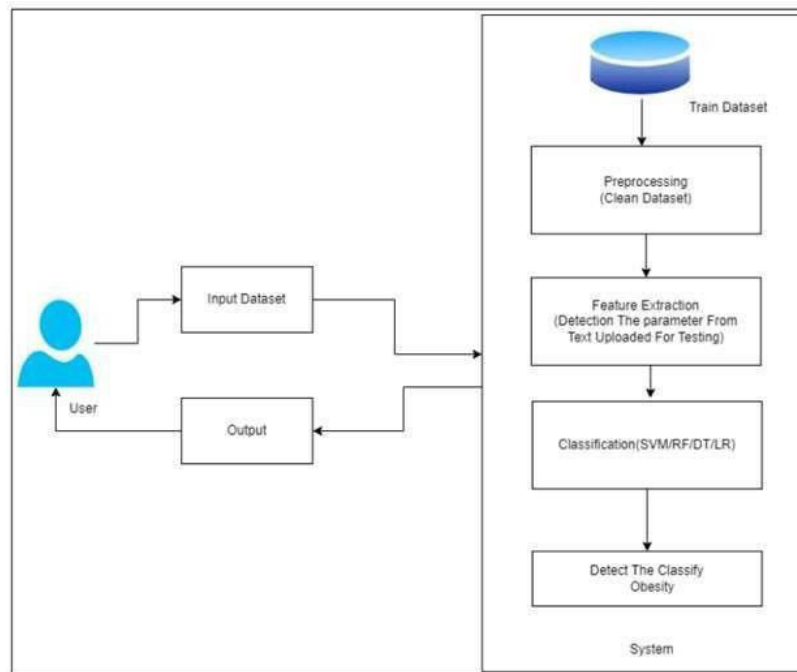 Train Dataset
Preprocessing
(Clean Dataset)
Input Dataset
Feature Extraction
(Detection The parameter From
Text Uploaded For Testing)
User
Output
Classification(SVM/RF/DT/LR)
Detect The Classify
Obesity
System